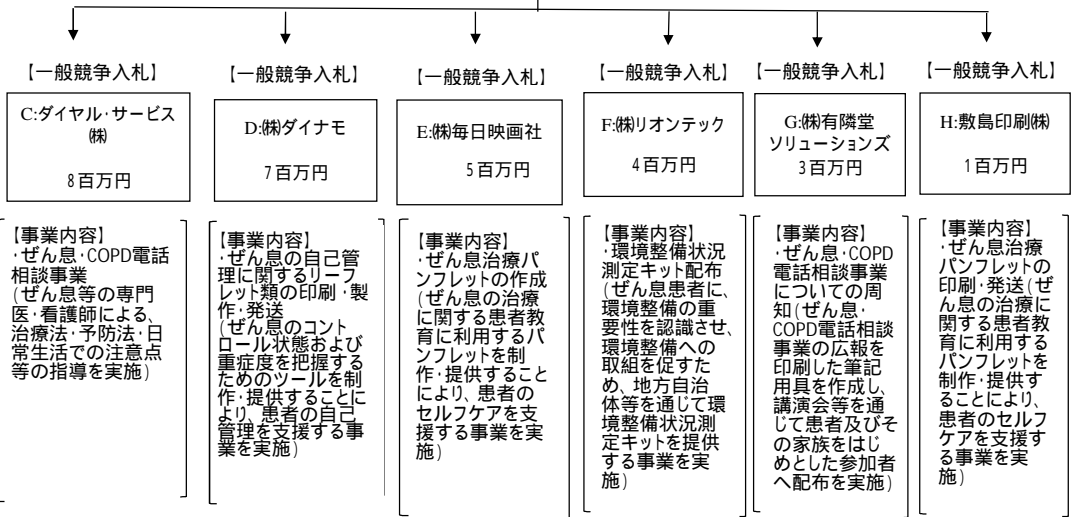 【一般競争入札】
C:ダイヤル・サービス
㈱
8百万円
【事業内容】
・ぜん息・COPD電話
相談事業
(ぜん息等の専門
医・看護師による、
治療法・予防法・日
常生活での注意点
等の指導を実施)
【一般競争入札】
D:㈱ダイナモ
7百万円
【事業内容】
・ぜん息の自己管
理に関するリーフ
レット類の印刷・製
作・発送
(ぜん息のコント
ロール状態および
重症度を把握する
ためのツールを制
作・提供することに
より、患者の自己
管理を支援する事
業を実施)
【一般競争入札】
E:㈱毎日映画社
5百万円
【事業内容】
・ぜん息治療パ
ンフレットの作成
(ぜん息の治療
に関する患者教
育に利用するパ
ンフレットを制
作・提供すること
により、患者の
セルフケアを支
援する事業を実
施)
【一般競争入札】
F:㈱リオンテック
4百万円
【事業内容】
・環境整備状況
測定キット配布
(ぜん息患者に、
環境整備の重
要性を認識させ、
環境整備への
取組を促すた
め、地方自治
体等を通じて環
境整備状況測
定キットを提供
する事業を実
施)
【一般競争入札】
G:㈱有隣堂
ソリューションズ
3百万円
【事業内容】
・ぜん息・COPD
電話相談事業
についての周
知(ぜん息・
COPD電話相談
事業の広報を
印刷した筆記
用具を作成し、
講演会等を通
じて患者及びそ
の家族をはじ
めとした参加者
へ配布を実施)
【一般競争入札】
H:敷島印刷㈱
1百万円
【事業内容】
・ぜん息治療
パンフレットの
印刷・発送(ぜ
ん息の治療に
関する患者教
育に利用する
パンフレットを
制作・提供す
ることにより、
患者のセルフ
ケアを支援す
る事業を実
施)